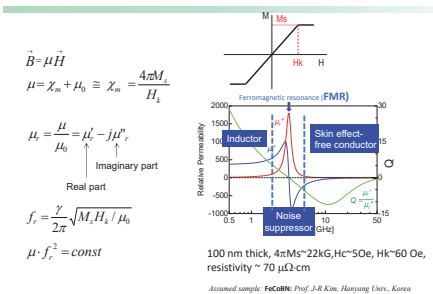 B = μH
μ = χm + μ0 ≅ χm = 4πMs / Hk
μr = μ / μ0 = μ'r − jμ''r
Imaginary part
Real part
fr = γ / 2π √MsHk / μ0
μ · fr² = const
M
Ms
Hk
H
Ferromagnetic resonance (FMR)
Relative Permeability
2000
1500
1000
500
0
-500
-1000
30
15
0
-15
Q
μr''
μr'
Inductor
Skin effect-
free conductor
Q = μr' / μr''
Noise
suppressor
0.5
1
10
50
GHz]
100 nm thick, 4πMs~22kG,Hc~5Oe, Hk~60 Oe,
resistivity ~ 70 μΩ·cm
Assumed sample: FeCoBN: Prof. J-R Kim, Hanyang Univ., Korea